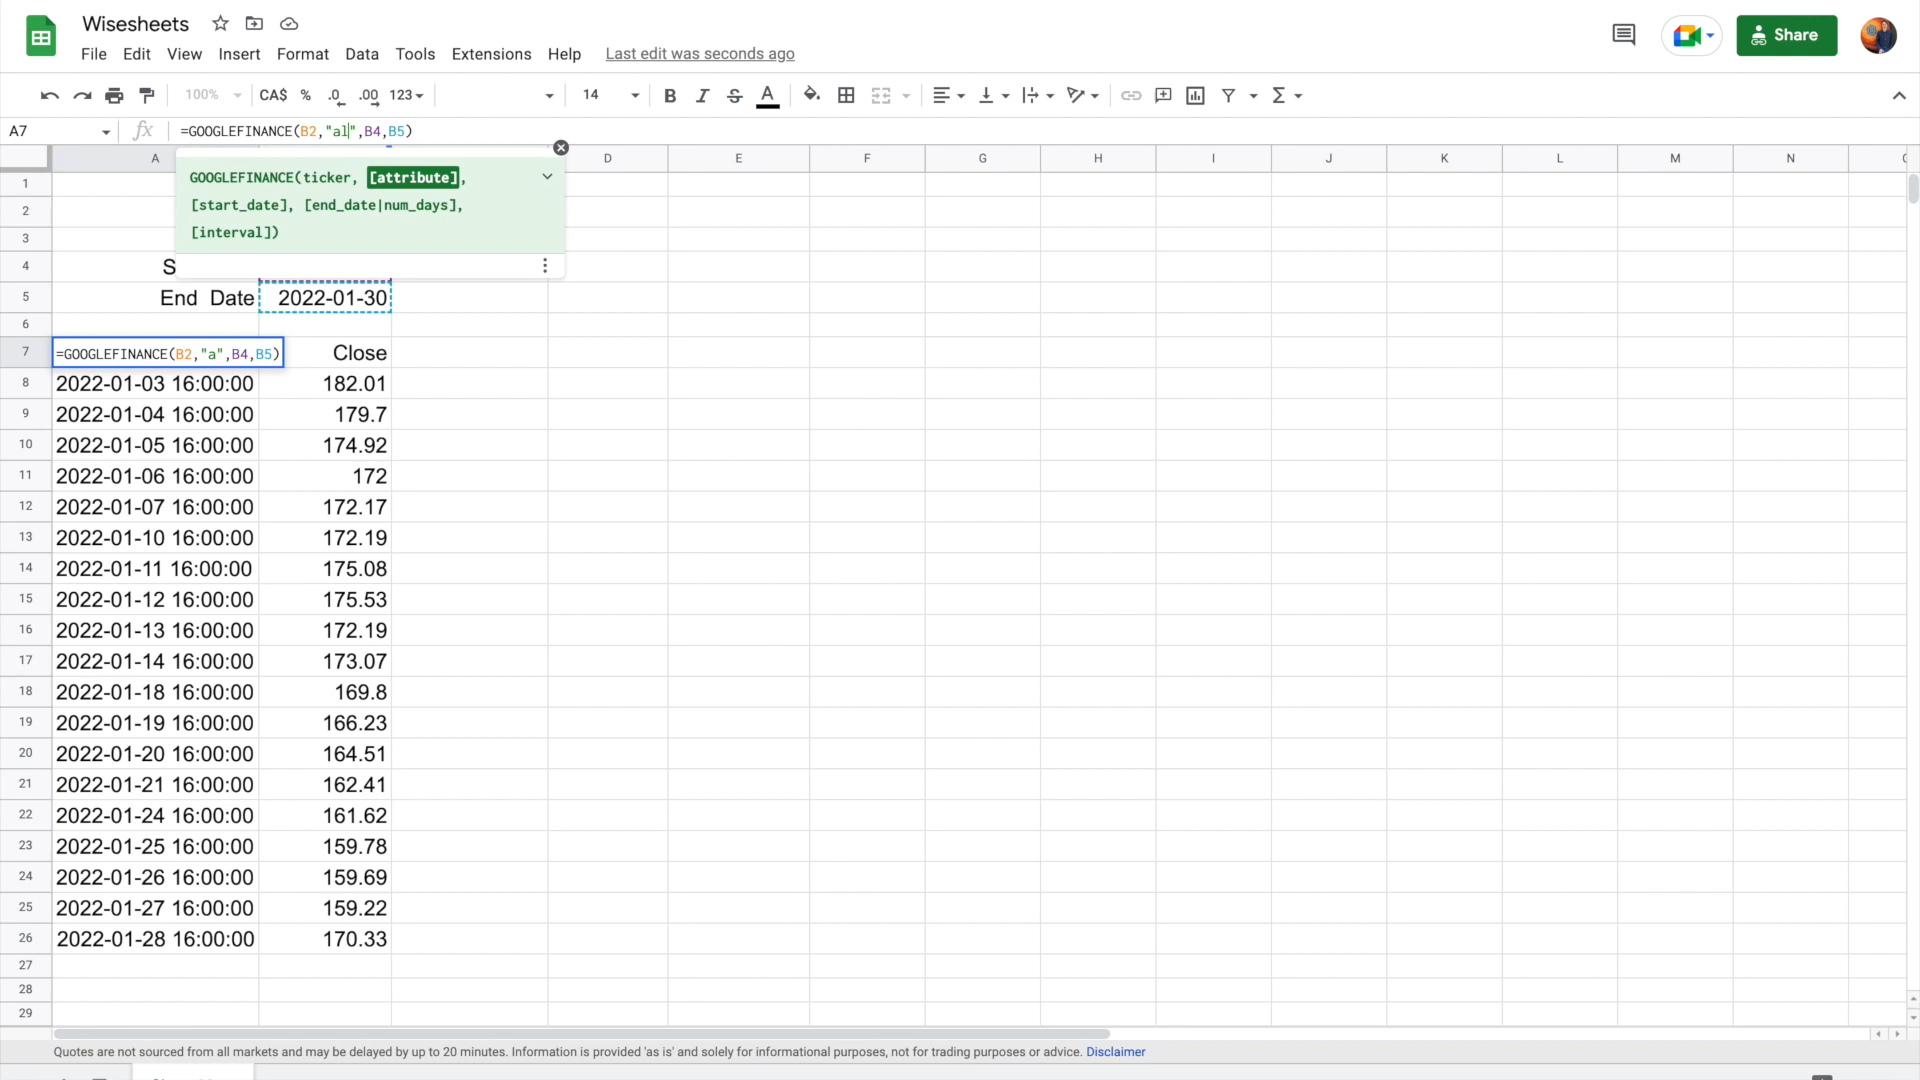 Wisesheets
File Edit View Insert Format Data Tools Extensions Help Last edit was seconds ago
Share
100% CA$ % .0 .00 123 14 B I S A Σ
A7 fx =GOOGLEFINANCE(B2,"al",B4,B5)
A D E F G H I J K L M N
GOOGLEFINANCE(ticker, [attribute],
[start_date], [end_date|num_days],
[interval])
1
2
3
4 S
5 End Date 2022-01-30
6
7 =GOOGLEFINANCE(B2,"a",B4,B5) Close
8 2022-01-03 16:00:00 182.01
9 2022-01-04 16:00:00 179.7
10 2022-01-05 16:00:00 174.92
11 2022-01-06 16:00:00 172
12 2022-01-07 16:00:00 172.17
13 2022-01-10 16:00:00 172.19
14 2022-01-11 16:00:00 175.08
15 2022-01-12 16:00:00 175.53
16 2022-01-13 16:00:00 172.19
17 2022-01-14 16:00:00 173.07
18 2022-01-18 16:00:00 169.8
19 2022-01-19 16:00:00 166.23
20 2022-01-20 16:00:00 164.51
21 2022-01-21 16:00:00 162.41
22 2022-01-24 16:00:00 161.62
23 2022-01-25 16:00:00 159.78
24 2022-01-26 16:00:00 159.69
25 2022-01-27 16:00:00 159.22
26 2022-01-28 16:00:00 170.33
27
28
29
Quotes are not sourced from all markets and may be delayed by up to 20 minutes. Information is provided 'as is' and solely for informational purposes, not for trading purposes or advice. Disclaimer